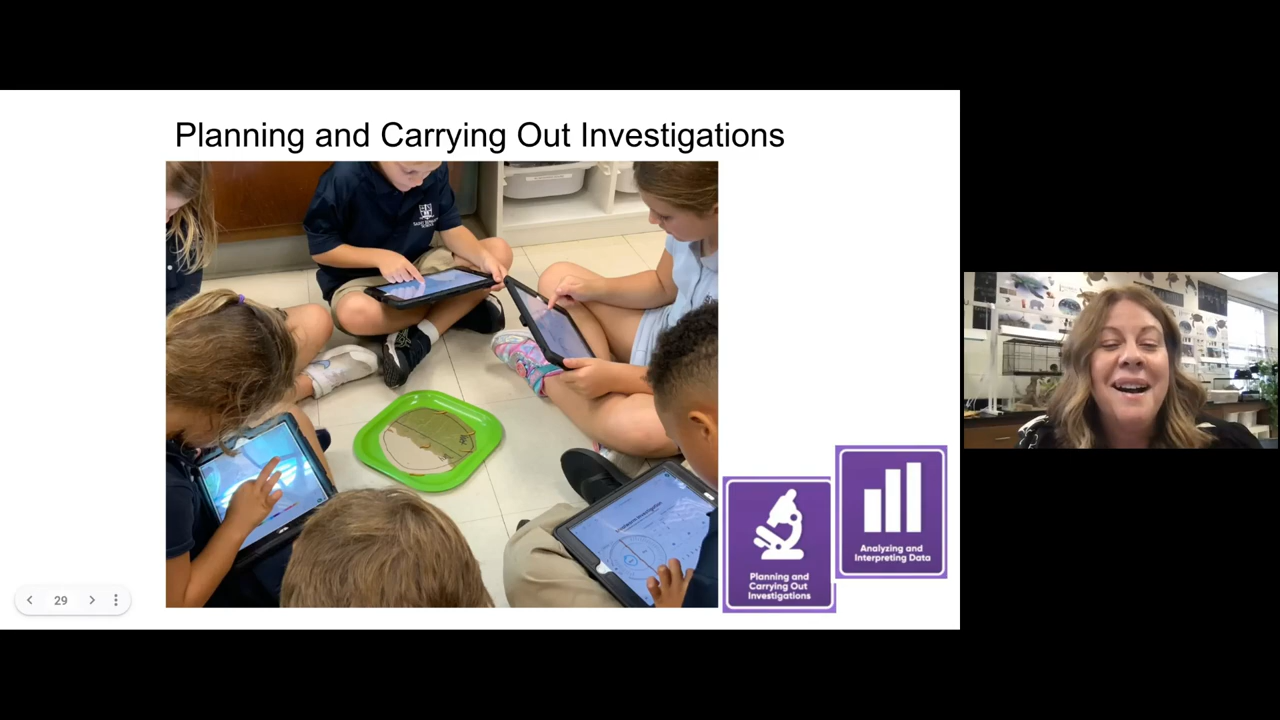 Planning and Carrying Out Investigations
Analyzing and
Interpreting Data
Planning and
Carrying Out
Investigations
29